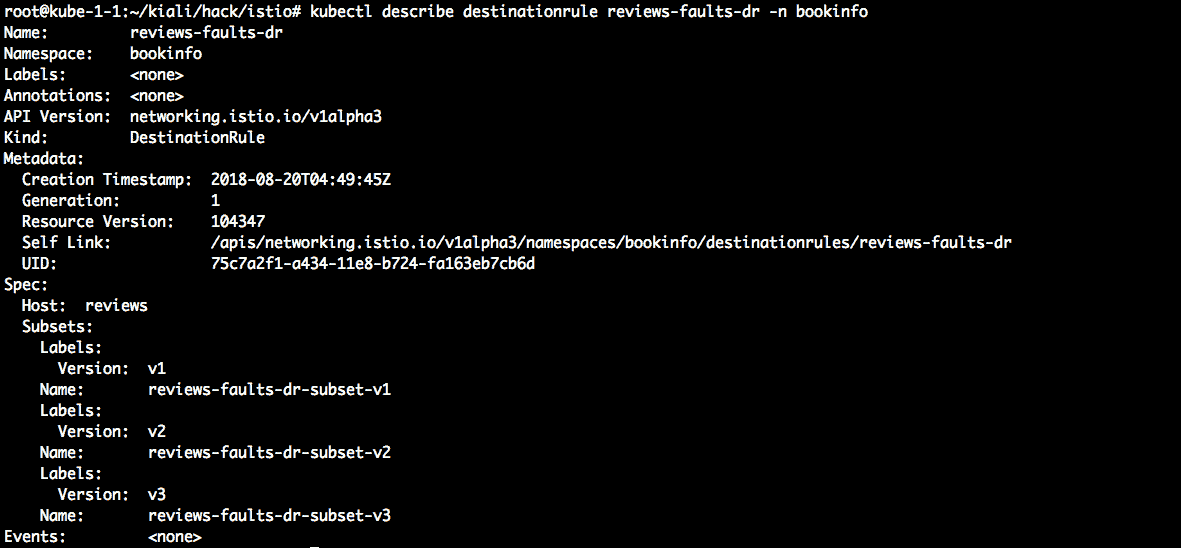 root@kube-1-1:~/kiali/hack/istio# kubectl describe destinationrule reviews-faults-dr -n bookinfo
Name:         reviews-faults-dr
Namespace:    bookinfo
Labels:       <none>
Annotations:  <none>
API Version:  networking.istio.io/v1alpha3
Kind:         DestinationRule
Metadata:
  Creation Timestamp:  2018-08-20T04:49:45Z
  Generation:          1
  Resource Version:    104347
  Self Link:           /apis/networking.istio.io/v1alpha3/namespaces/bookinfo/destinationrules/reviews-faults-dr
  UID:                 75c7a2f1-a434-11e8-b724-fa163eb7cb6d
Spec:
  Host:  reviews
  Subsets:
    Labels:
      Version:  v1
    Name:       reviews-faults-dr-subset-v1
    Labels:
      Version:  v2
    Name:       reviews-faults-dr-subset-v2
    Labels:
      Version:  v3
    Name:       reviews-faults-dr-subset-v3
Events:         <none>